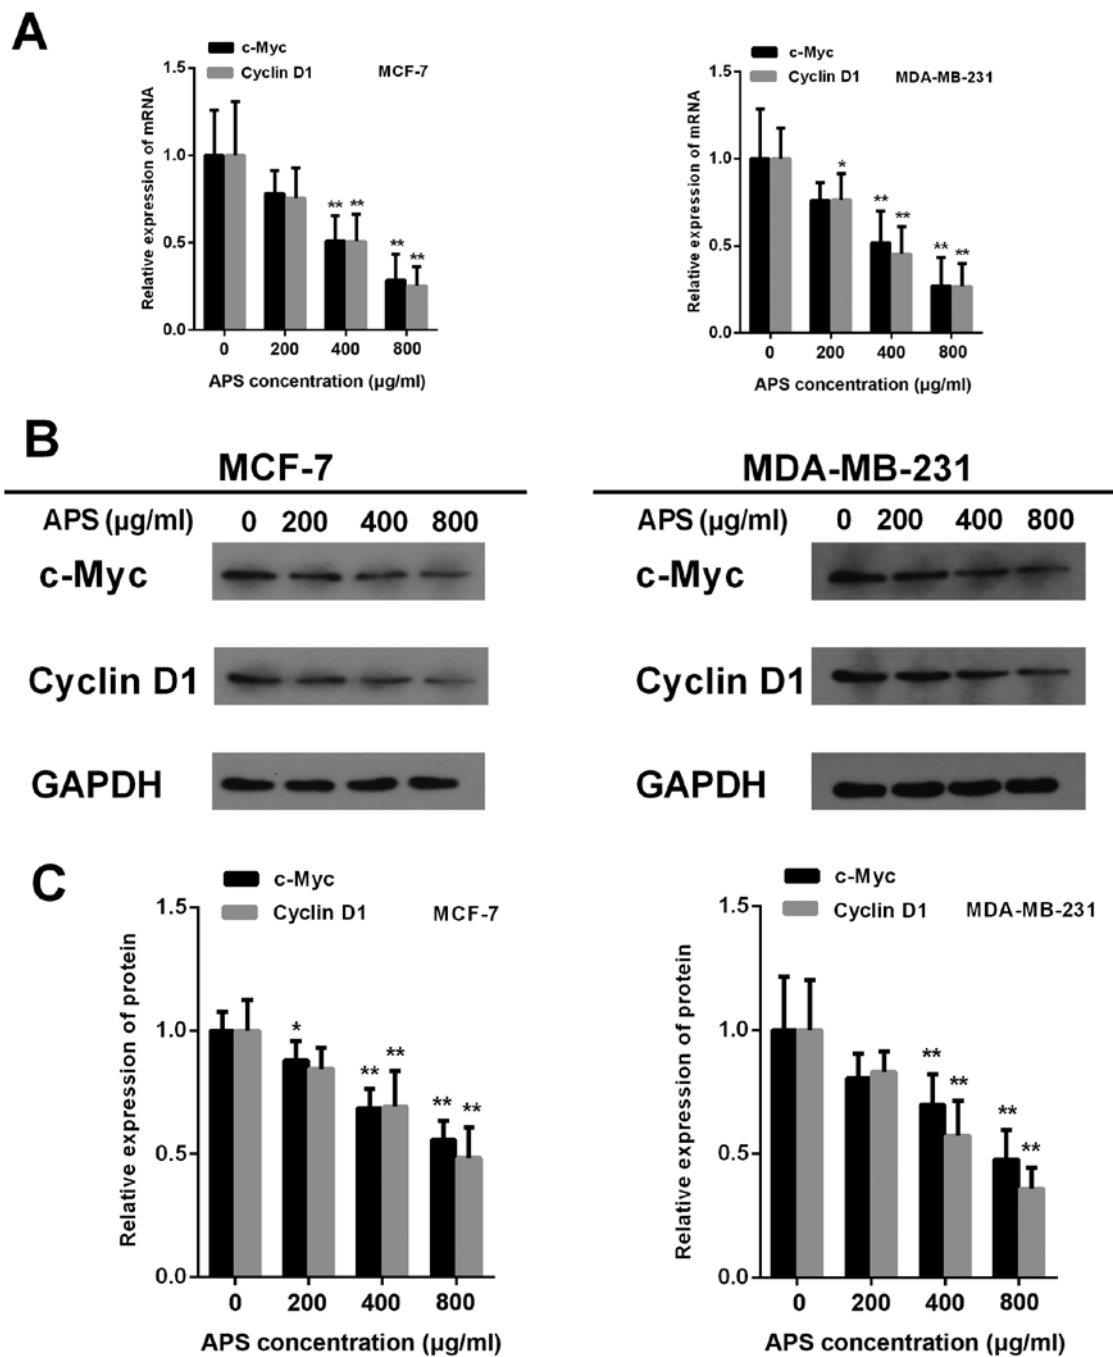 A
c-Myc
Cyclin D1
MCF-7
1.5
1.0
0.5
0.0
Relative expression of mRNA
** **
**
**
0 200 400 800
APS concentration (µg/ml)
c-Myc
Cyclin D1
MDA-MB-231
1.5
1.0
0.5
0.0
Relative expression of mRNA
*
**
**
** **
0 200 400 800
APS concentration (µg/ml)
B
MCF-7
APS (µg/ml) 0 200 400 800
c-Myc
Cyclin D1
GAPDH
MDA-MB-231
APS (µg/ml) 0 200 400 800
c-Myc
Cyclin D1
GAPDH
C
c-Myc
Cyclin D1
MCF-7
1.5
1.0
0.5
0.0
Relative expression of protein
*
**
**
** **
0 200 400 800
APS concentration (µg/ml)
c-Myc
Cyclin D1
MDA-MB-231
1.5
1.0
0.5
0.0
Relative expression of protein
**
**
**
**
0 200 400 800
APS concentration (µg/ml)